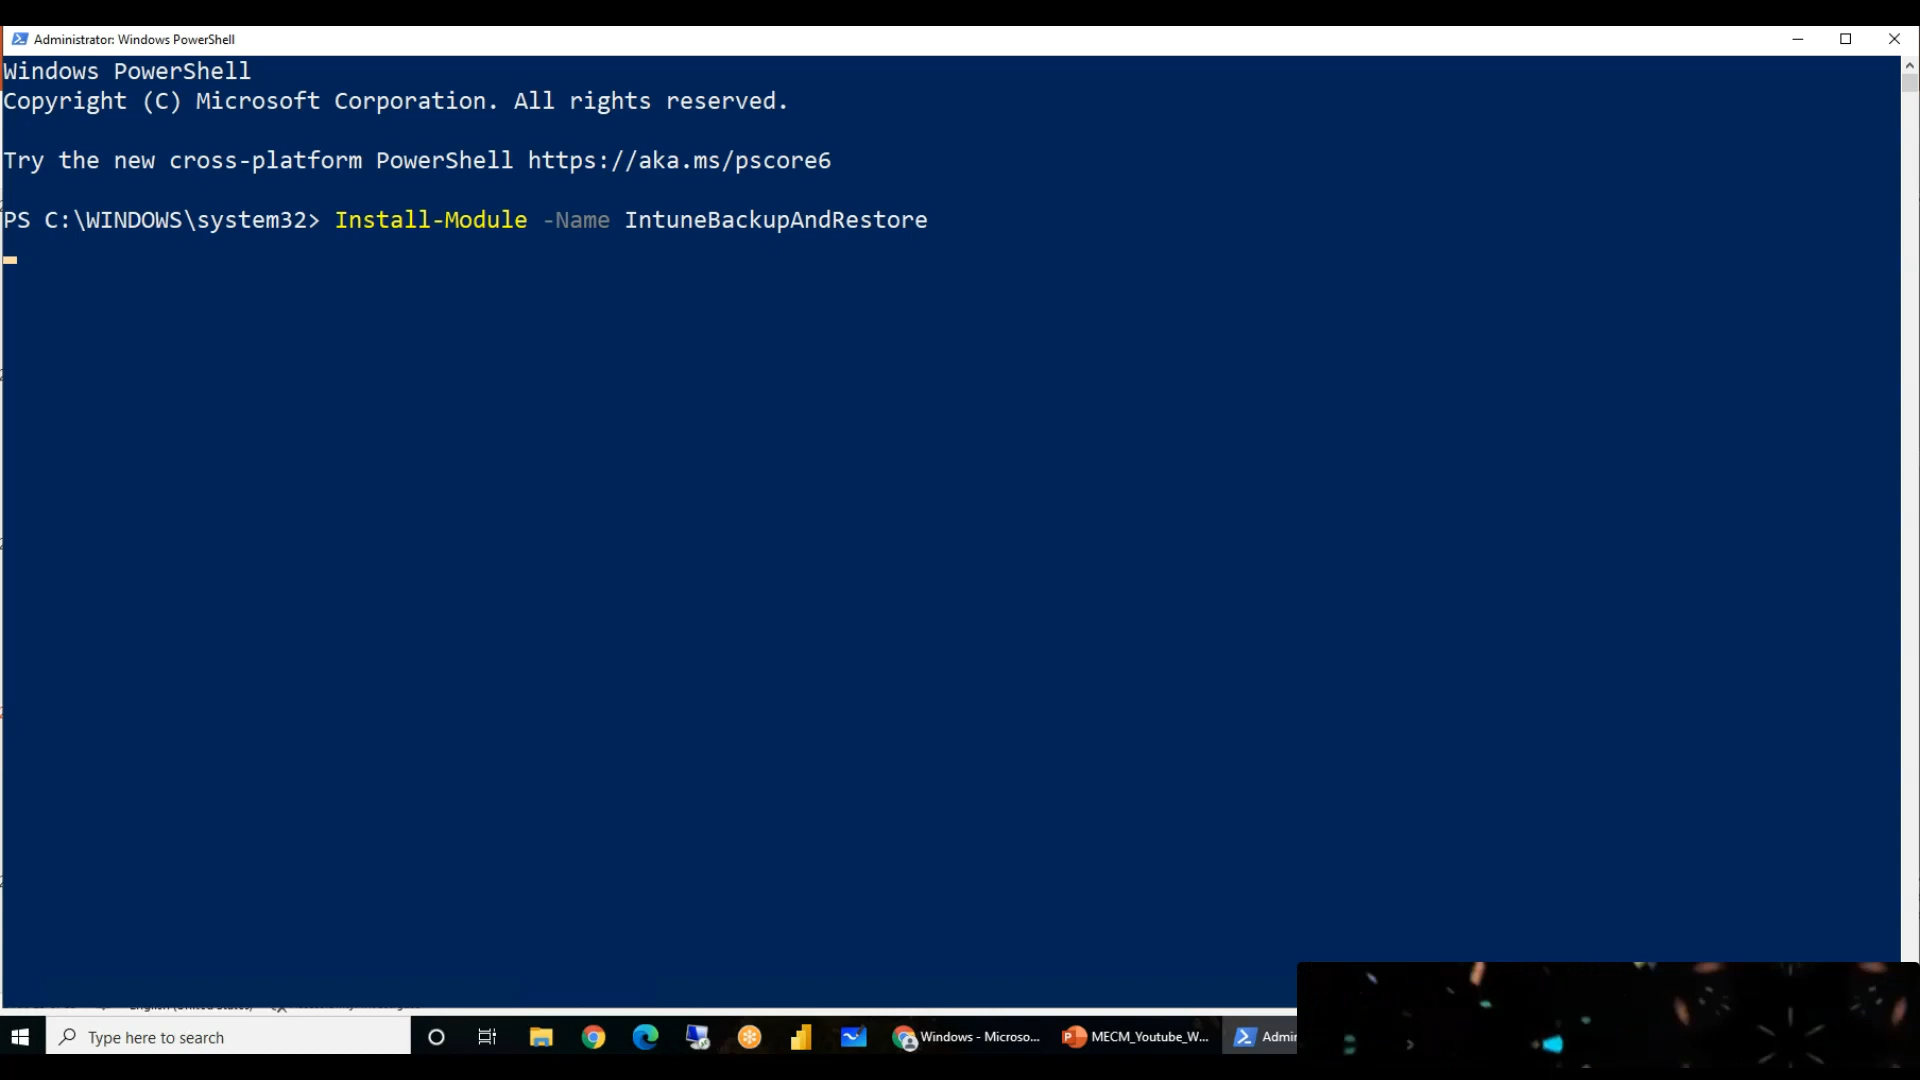 Administrator: Windows PowerShell
Windows PowerShell
Copyright (C) Microsoft Corporation. All rights reserved.
Try the new cross-platform PowerShell https://aka.ms/pscore6
PS C:\WINDOWS\system32> Install-Module -Name IntuneBackupAndRestore
Type here to search
Windows - Microso...
MECM_Youtube_W...
Admin